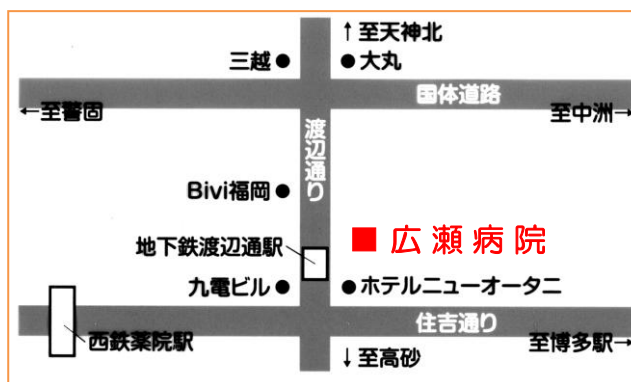 ↑至天神北
三越●
●大丸
国体道路
←至警固
至中洲→
渡辺通り
Bivi福岡●
■広瀬病院
地下鉄渡辺通駅
九電ビル●
●ホテルニューオータニ
住吉通り
西鉄薬院駅
至博多駅→
↓至高砂